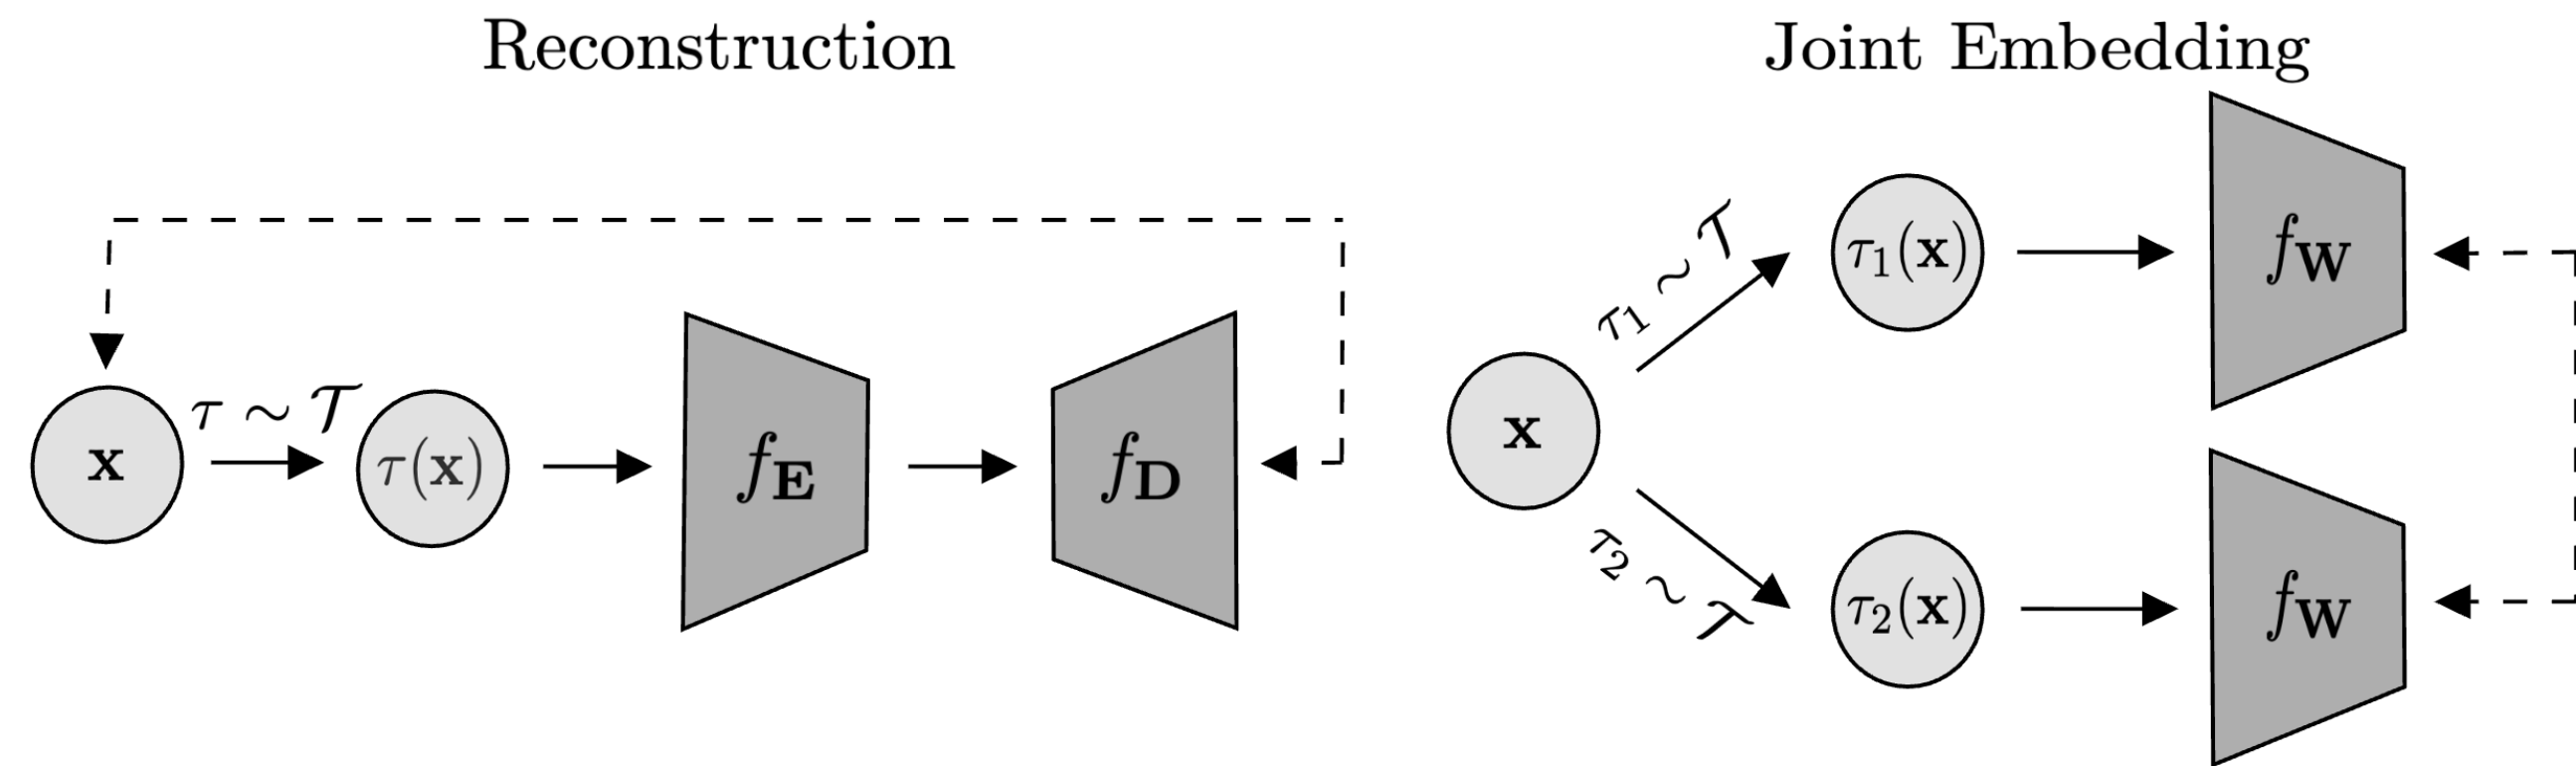 Reconstruction
x
τ ∼ 𝒯
τ(x)
f_E
f_D
Joint Embedding
x
τ₁ ∼ 𝒯
τ₁(x)
f_W
τ₂ ∼ 𝒯
τ₂(x)
f_W